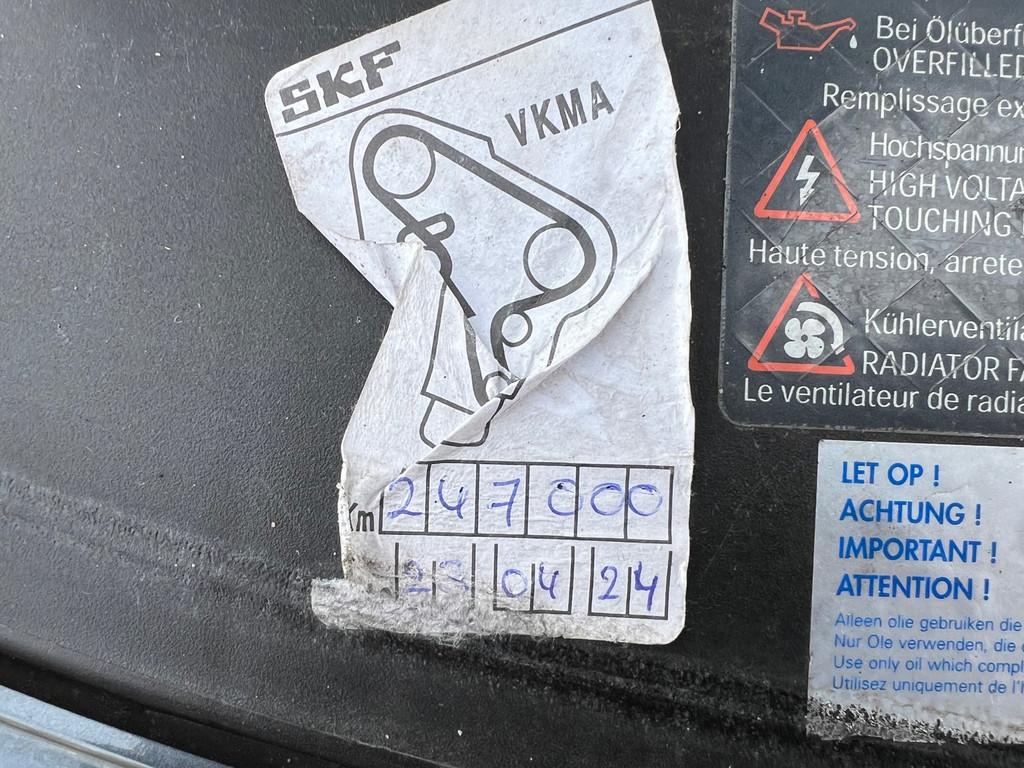 SKF
VKMA
Km 247000
04 24
Bei Ölüberf
OVERFILLED
Remplissage ex
Hochspannun
HIGH VOLTA
TOUCHING
Haute tension, arrete
Kühlerventila
RADIATOR FA
Le ventilateur de radia
LET OP !
ACHTUNG !
IMPORTANT !
ATTENTION !
Alleen olie gebruiken die
Nur Ole verwenden, die
Use only oil which compl
Utilisez uniquement de l'h